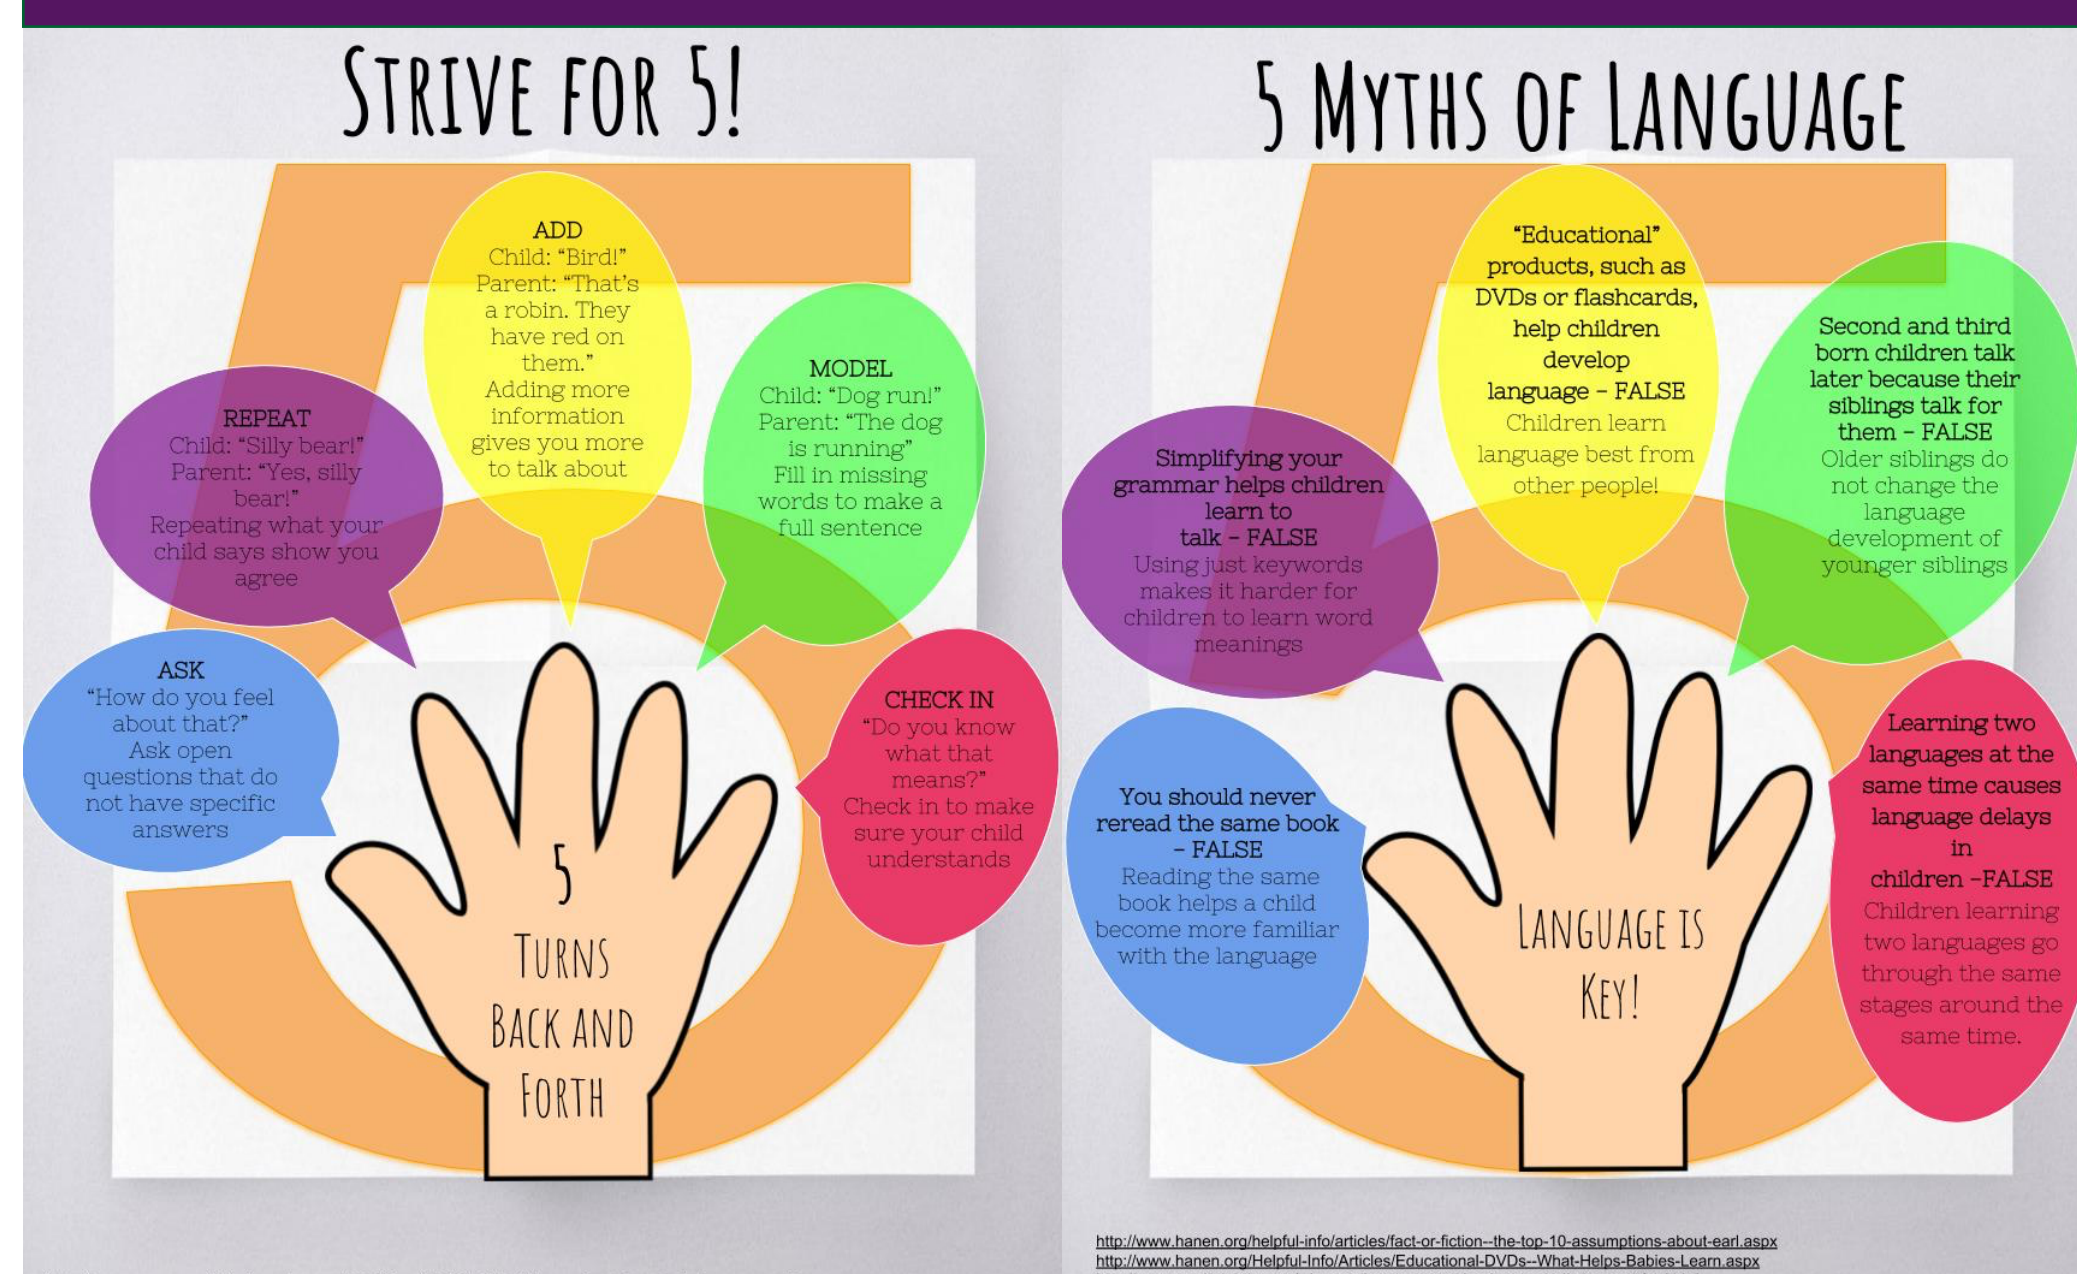 STRIVE FOR 5!
ADD
Child: “Bird!”
Parent: “That’s
a robin. They
have red on
them.”
Adding more
information
gives you more
to talk about
MODEL
Child: “Dog run!”
Parent: “The dog
is running”
Fill in missing
words to make a
full sentence
REPEAT
Child: “Silly bear!”
Parent: “Yes, silly
bear!”
Repeating what your
child says show you
agree
ASK
“How do you feel
about that?”
Ask open
questions that do
not have specific
answers
CHECK IN
“Do you know
what that
means?”
Check in to make
sure your child
understands
5
TURNS
BACK AND
FORTH
5 MYTHS OF LANGUAGE
“Educational”
products, such as
DVDs or flashcards,
help children
develop
language – FALSE
Children learn
language best from
other people!
Second and third
born children talk
later because their
siblings talk for
them – FALSE
Older siblings do
not change the
language
development of
younger siblings
Simplifying your
grammar helps children
learn to
talk – FALSE
Using just keywords
makes it harder for
children to learn word
meanings
You should never
reread the same book
– FALSE
Reading the same
book helps a child
become more familiar
with the language
Learning two
languages at the
same time causes
language delays
in
children –FALSE
Children learning
two languages go
through the same
stages around the
same time.
LANGUAGE IS
KEY!
http://www.hanen.org/helpful-info/articles/fact-or-fiction--the-top-10-assumptions-about-earl.aspx
http://www.hanen.org/Helpful-Info/Articles/Educational-DVDs--What-Helps-Babies-Learn.aspx